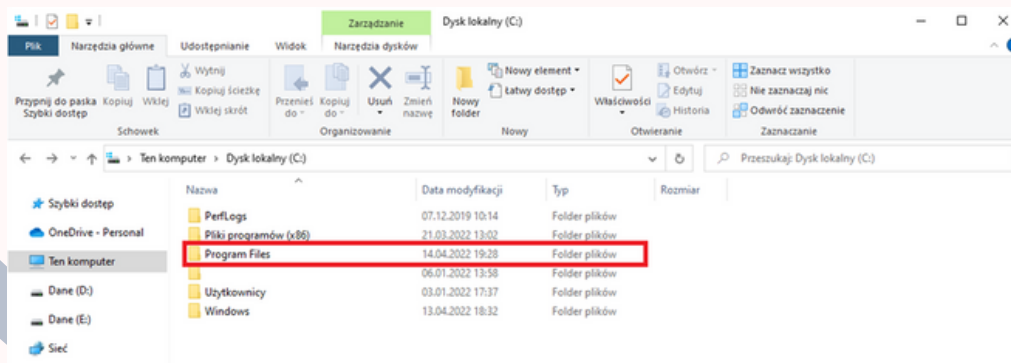 Zarządzanie Dysk lokalny (C:)
Plik Narzędzia główne Udostępnianie Widok Narzędzia dysków
Przypnij do paska Szybki dostęp
Kopiuj
Wklej
Wytnij
Kopiuj ścieżkę
Wklej skrót
Schowek
Przenieś do
Kopiuj do
Usuń
Zmień nazwę
Organizowanie
Nowy folder
Nowy element
Łatwy dostęp
Nowy
Właściwości
Otwórz
Edytuj
Historia
Otwieranie
Zaznacz wszystko
Nie zaznaczaj nic
Odwróć zaznaczenie
Zaznaczanie
Ten komputer > Dysk lokalny (C:) Przeszukaj: Dysk lokalny (C:)
Szybki dostęp
OneDrive - Personal
Ten komputer
Dane (D:)
Dane (E:)
Sieć
Nazwa Data modyfikacji Typ Rozmiar
PerfLogs 07.12.2019 10:14 Folder plików
Pliki programów (x86) 21.03.2022 13:02 Folder plików
Program Files 14.04.2022 19:28 Folder plików
06.01.2022 13:58 Folder plików
Użytkownicy 03.01.2022 17:37 Folder plików
Windows 13.04.2022 18:32 Folder plików